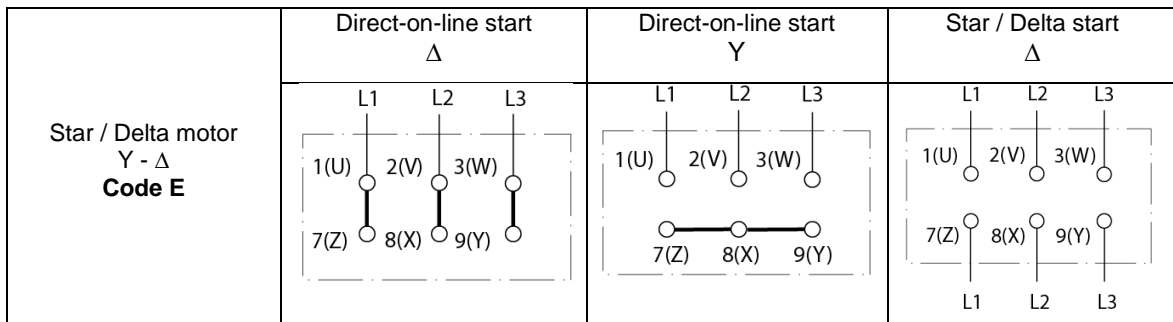 Direct-on-line start
Δ
Direct-on-line start
Y
Star / Delta start
Δ
Star / Delta motor
Y - Δ
Code E
L1 L2 L3
1(U) 2(V) 3(W)
7(Z) 8(X) 9(Y)
L1 L2 L3
1(U) 2(V) 3(W)
7(Z) 8(X) 9(Y)
L1 L2 L3
1(U) 2(V) 3(W)
7(Z) 8(X) 9(Y)
L1 L2 L3